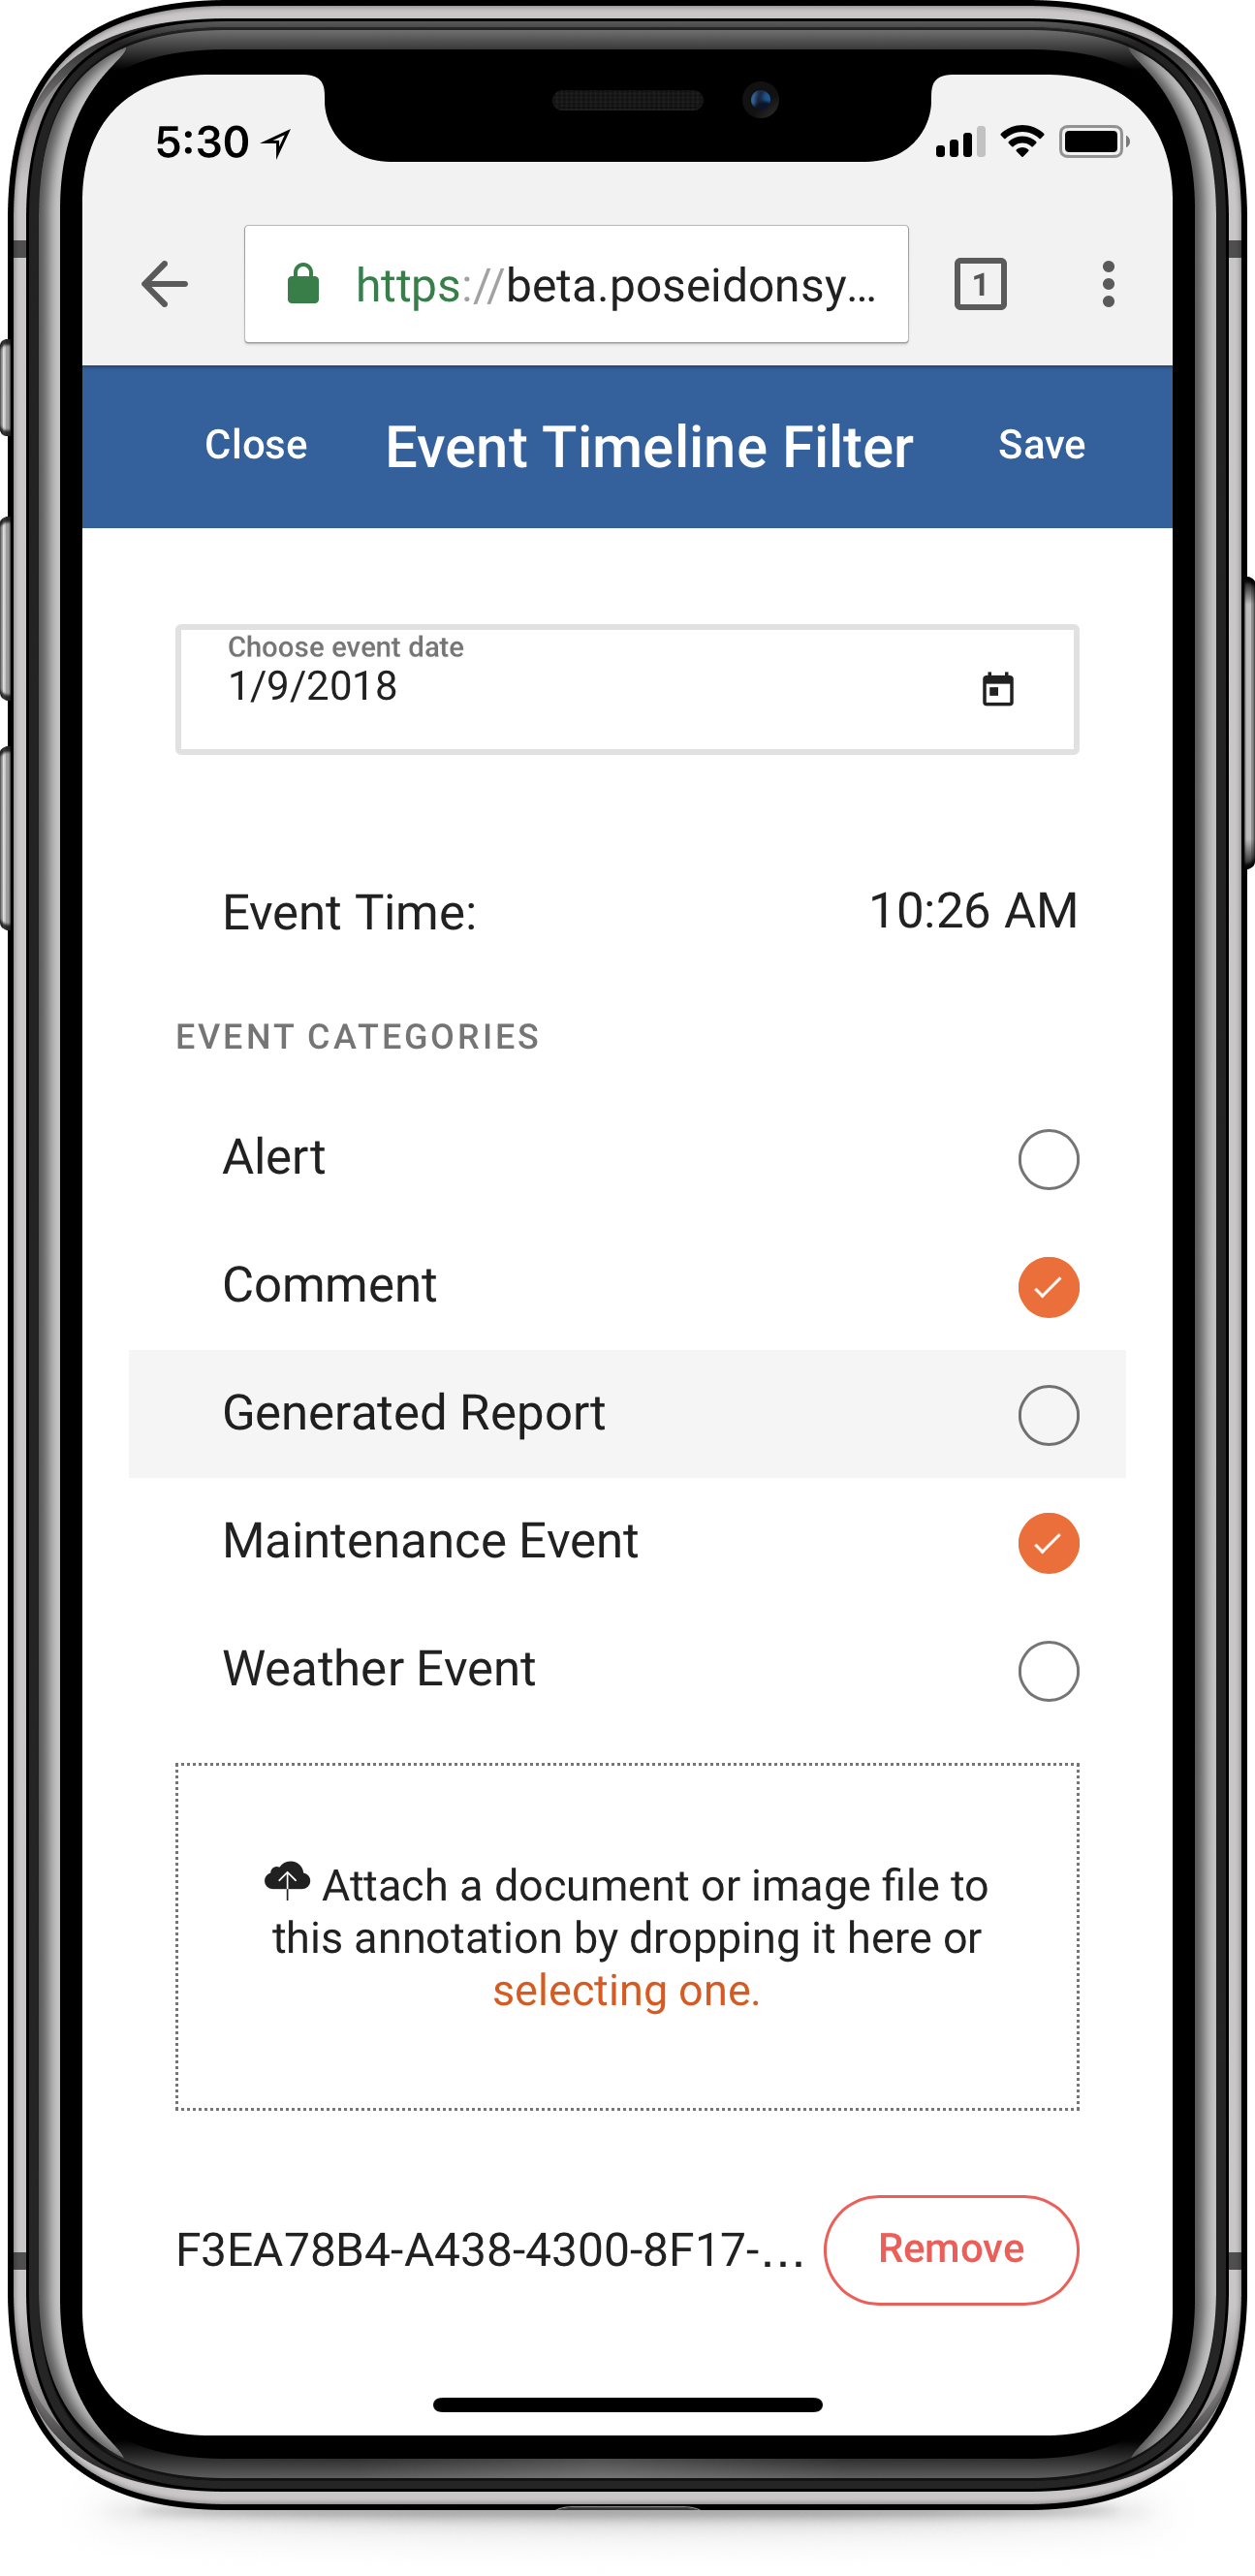 5:30
https://beta.poseidonsy...
1
Close
Event Timeline Filter
Save
Choose event date
1/9/2018
Event Time:
10:26 AM
EVENT CATEGORIES
Alert
Comment
Generated Report
Maintenance Event
Weather Event
Attach a document or image file to
this annotation by dropping it here or
selecting one.
F3EA78B4-A438-4300-8F17-...
Remove